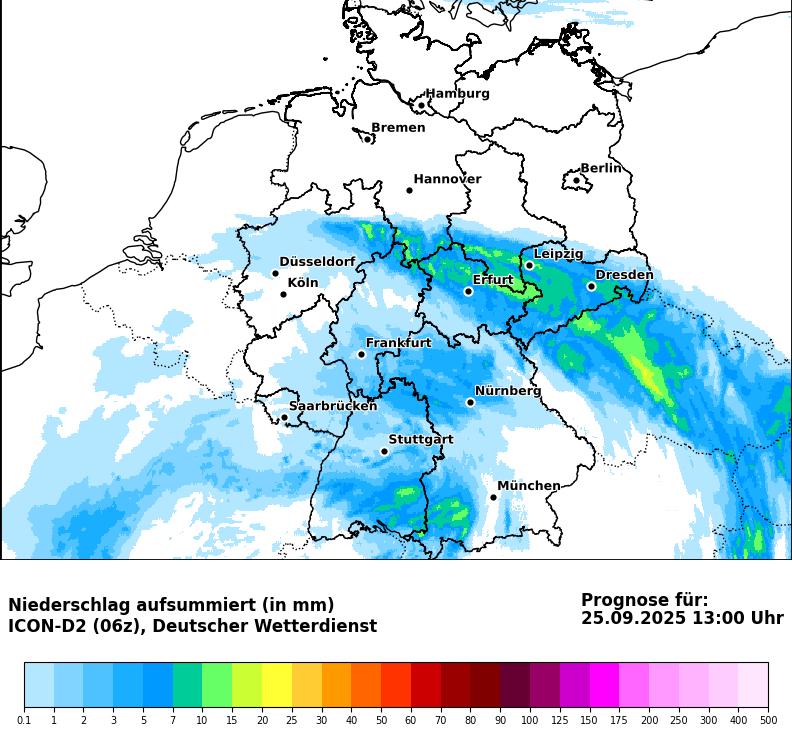 Hamburg
Bremen
Berlin
Hannover
Leipzig
Düsseldorf
Dresden
Erfurt
Köln
Frankfurt
Nürnberg
Saarbrücken
Stuttgart
München
Niederschlag aufsummiert (in mm)
ICON-D2 (06z), Deutscher Wetterdienst
Prognose für:
25.09.2025 13:00 Uhr
0.1 1 2 3 5 7 10 15 20 25 30 40 50 60 70 80 90 100 125 150 175 200 250 300 400 500